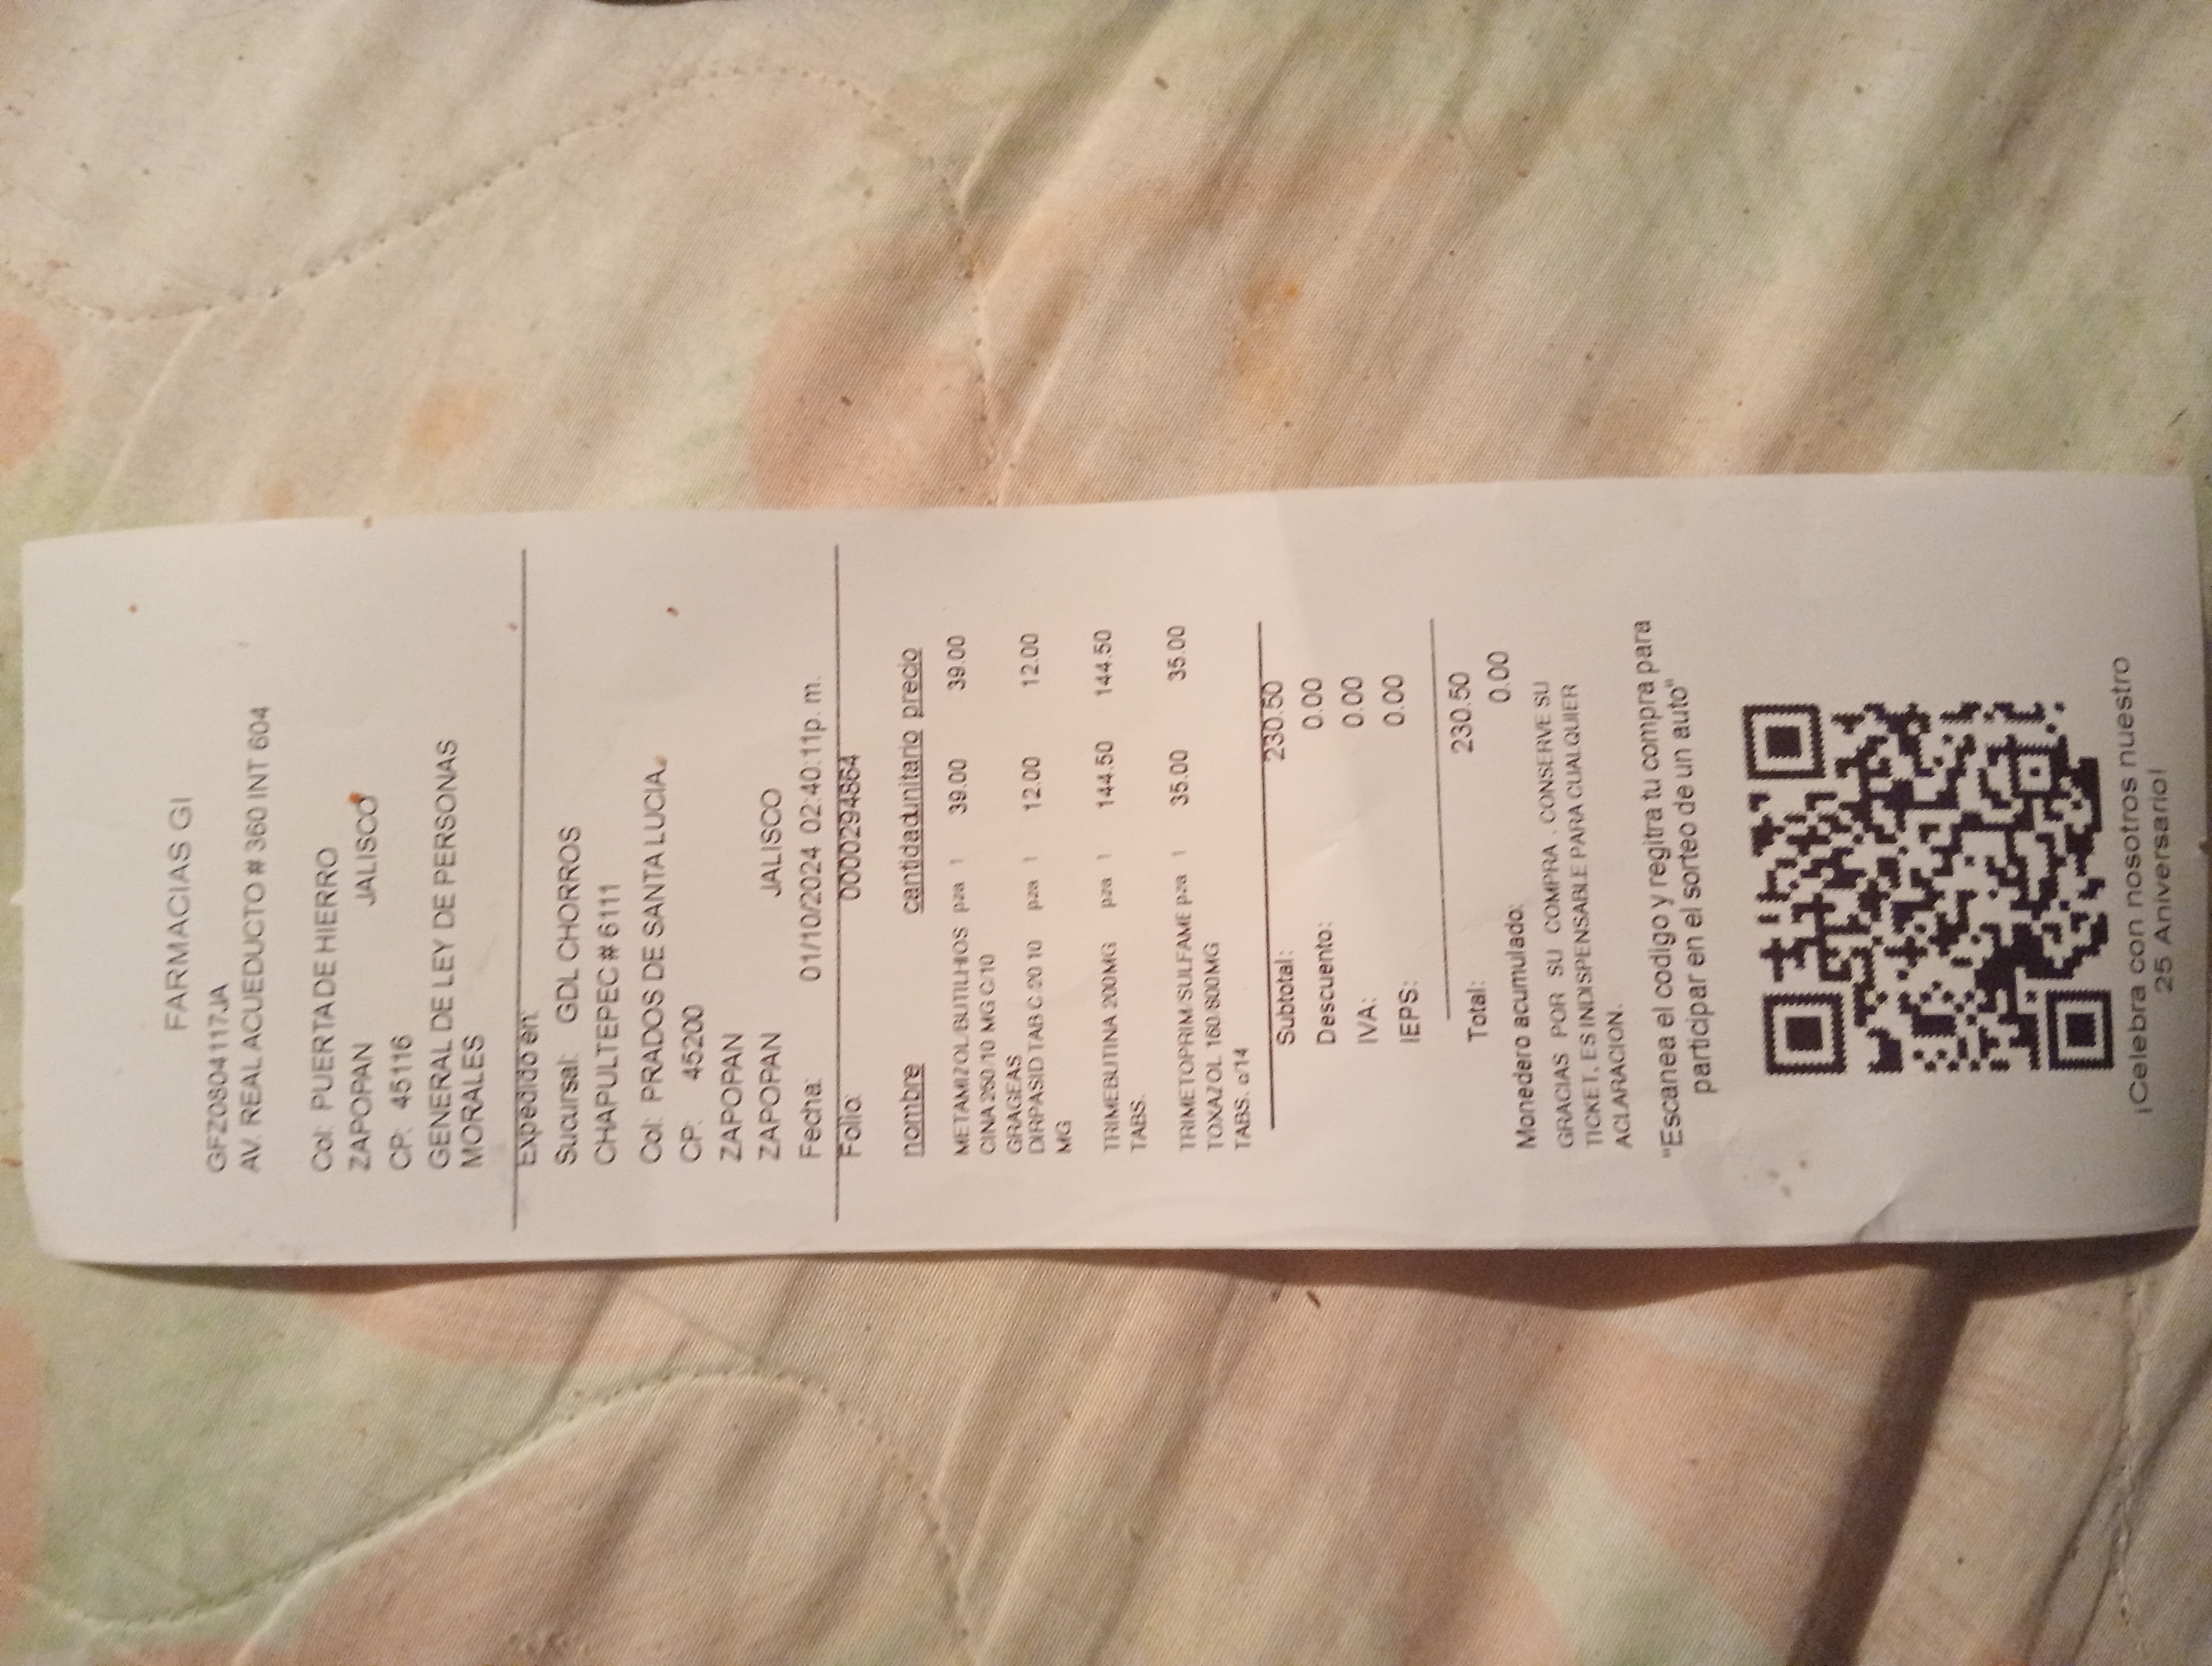 FARMACIAS GI
GFZ0804117JA
AV. REAL ACUEDUCTO # 360 INT 604
Col: PUERTA DE HIERRO
ZAPOPAN JALISCO
CP: 45116
GENERAL DE LEY DE PERSONAS
MORALES
Expedido en:
Sucursal: GDL CHORROS
CHAPULTEPEC # 6111
Col: PRADOS DE SANTA LUCIA.
CP: 45200
ZAPOPAN
ZAPOPAN JALISCO
Fecha: 01/10/2024 02:40:11p. m.
Folio: 0000294864
nombre cantidad unitario precio
METAMIZOL.BUTILHIOS pza 1 39.00 39.00
CINA 250/10 MG C/10
GRAGEAS
DIRPASID TAB C 20 10 pza 1 12.00 12.00
MG
TRIMEBUTINA 200MG pza 1 144.50 144.50
TABS.
TRIMETOPRIM/SULFAME pza 1 35.00 35.00
TOXAZOL 160/800MG
TABS. c/14
Subtotal: 230.50
Descuento: 0.00
IVA: 0.00
IEPS: 0.00
Total: 230.50
Monedero acumulado: 0.00
GRACIAS POR SU COMPRA . CONSERVE SU
TICKET, ES INDISPENSABLE PARA CUALQUIER
ACLARACION.
"Escanea el codigo y regitra tu compra para
participar en el sorteo de un auto"
¡Celebra con nosotros nuestro
25 Aniversario!